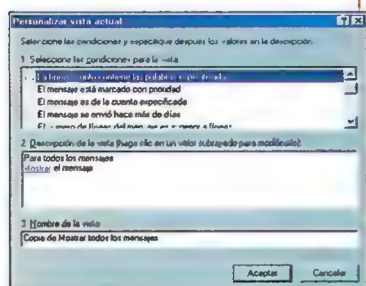 Personalizar vista actual
Seleccione las condiciones y especifique después los valores en la descripción.
1 Seleccione las condiciones para la vista
contiene las palabras
El mensaje está marcado con prioridad
El mensaje es de la cuenta especificada
El mensaje se envió hace más de días
2 Descripción de la vista (haga clic en un valor subrayado para modificarlo):
Para todos los mensajes
Mostrar el mensaje
3 Nombre de la vista:
Copia de Mostrar todos los mensajes
Aceptar Cancelar